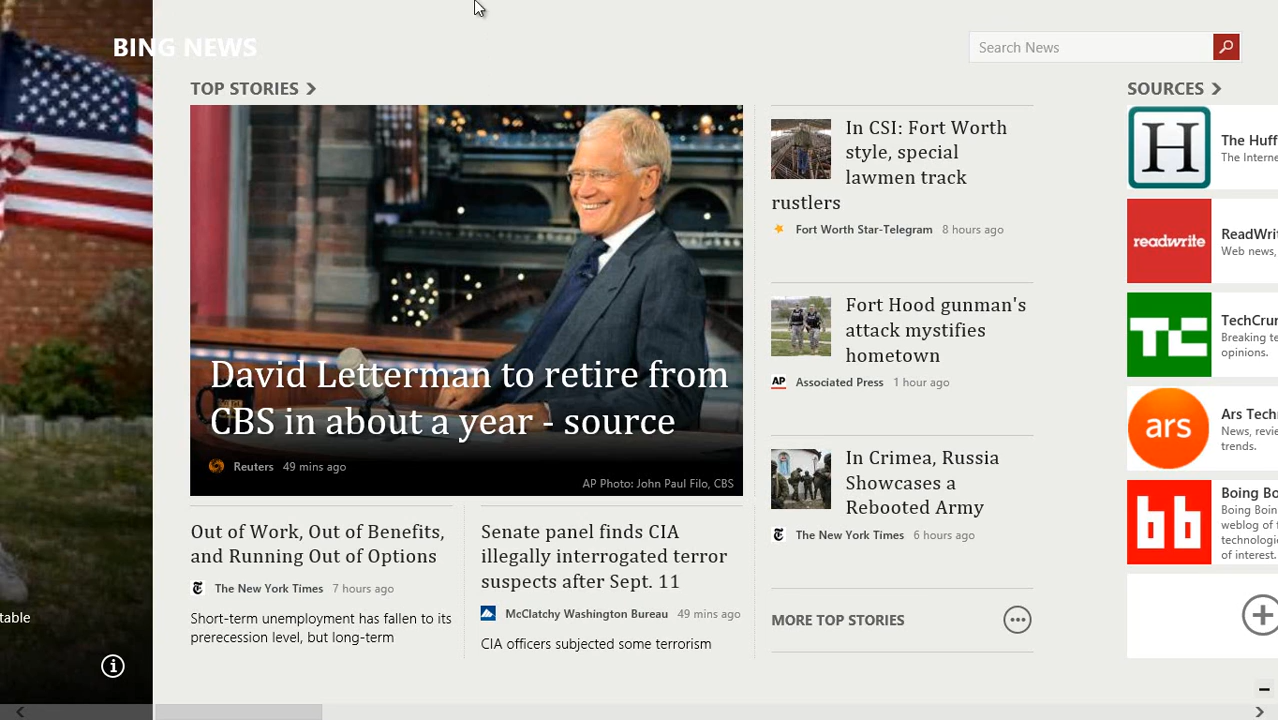 BING NEWS
Search News
TOP STORIES
SOURCES
David Letterman to retire from
CBS in about a year - source
Reuters 49 mins ago
AP Photo: John Paul Filo, CBS
Out of Work, Out of Benefits,
and Running Out of Options
The New York Times 7 hours ago
Short-term unemployment has fallen to its
prerecession level, but long-term
Senate panel finds CIA
illegally interrogated terror
suspects after Sept. 11
McClatchy Washington Bureau 49 mins ago
CIA officers subjected some terrorism
In CSI: Fort Worth
style, special
lawmen track
rustlers
Fort Worth Star-Telegram 8 hours ago
Fort Hood gunman's
attack mystifies
hometown
AP Associated Press 1 hour ago
In Crimea, Russia
Showcases a
Rebooted Army
The New York Times 6 hours ago
MORE TOP STORIES
H
The Huff
The Interne
readwrite
ReadWrit
Web news,
TC
TechCrun
Breaking te
opinions.
ars
Ars Techn
News, revie
trends.
bb
Boing Bo
Boing Boin
weblog of
technologie
of interest.
table